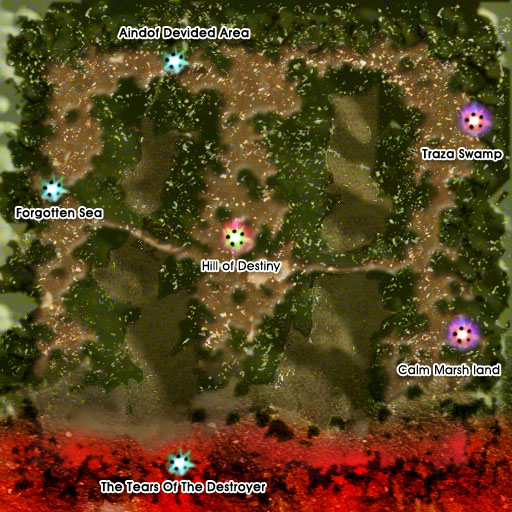 Aindof Devided Area
Traza Swamp
Forgotten Sea
Hill of Destiny
Calm Marsh land
The Tears Of The Destroyer